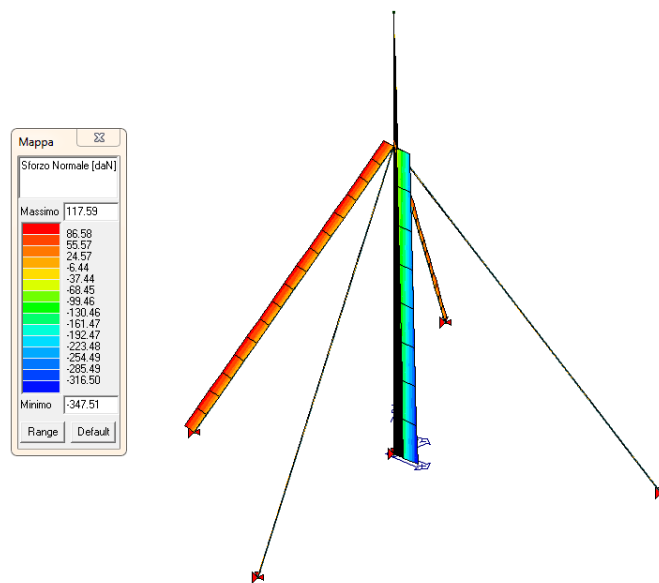 Mappa
Sforzo Normale [daN]
Massimo 117.59
86.58
55.57
24.57
-6.44
-37.44
-68.45
-99.46
-130.46
-161.47
-192.47
-223.48
-254.49
-285.49
-316.50
Minimo -347.51
Range Default